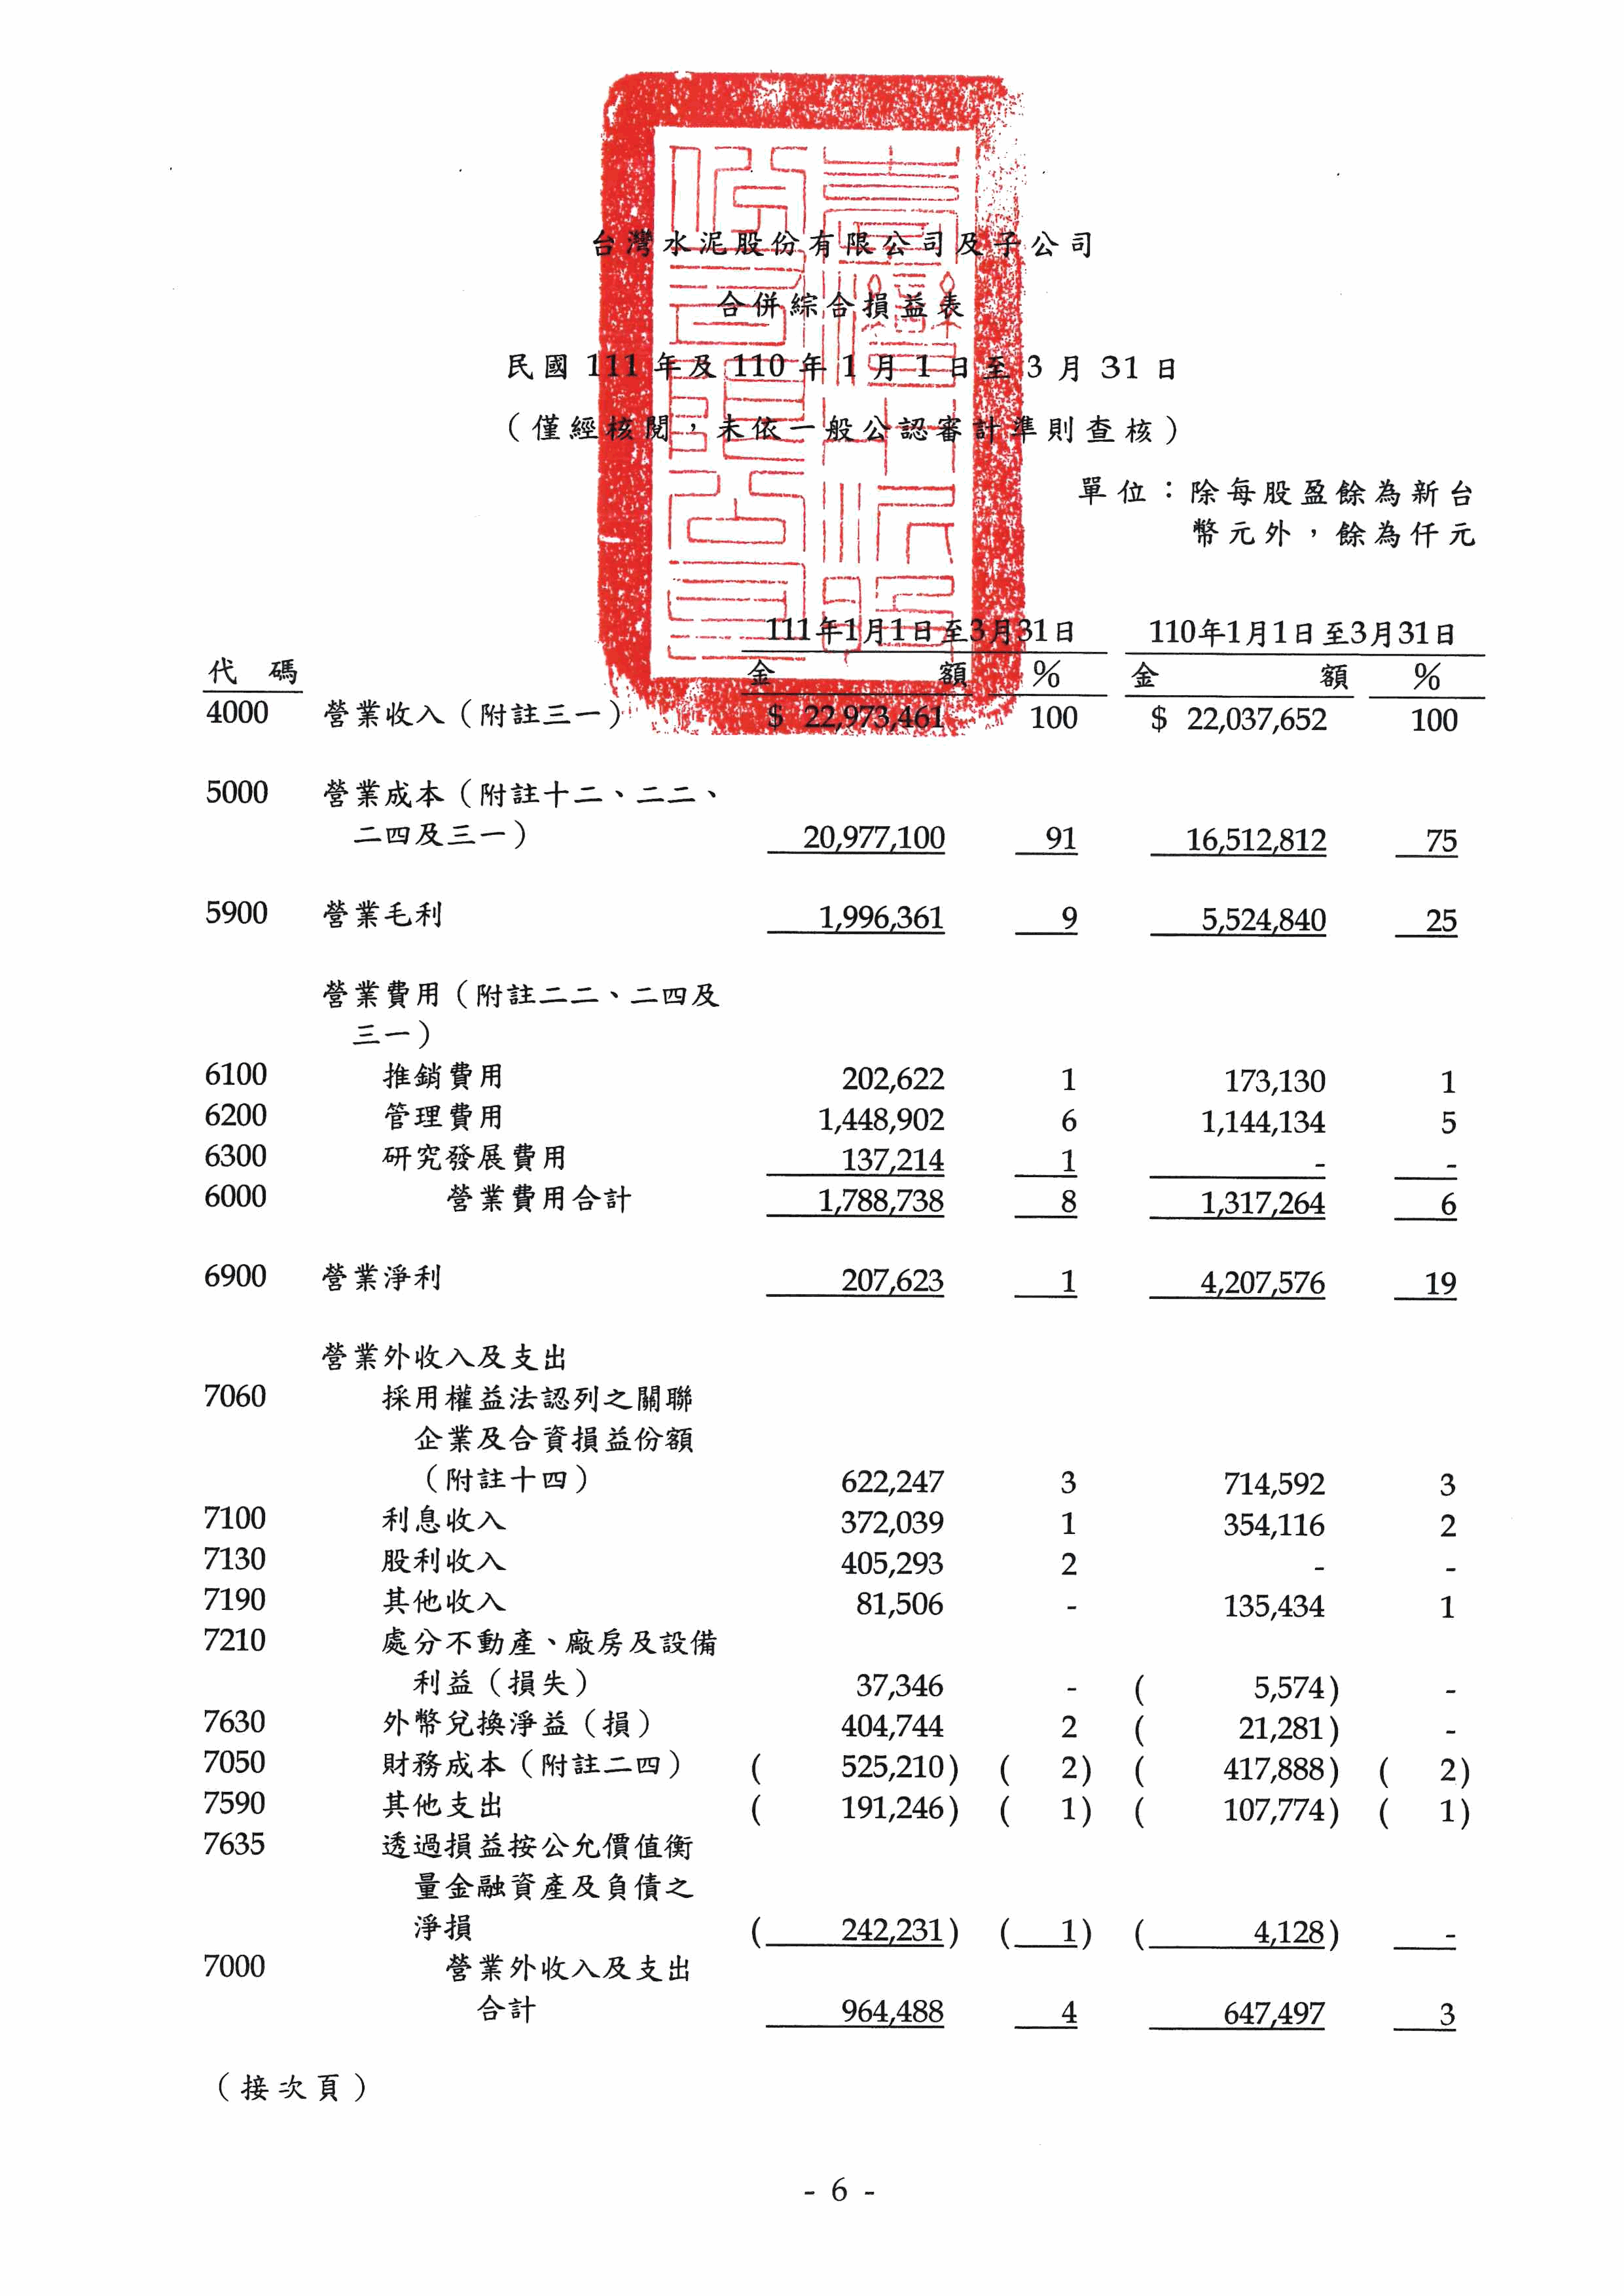 台灣水泥股份有限公司及子公司
合併綜合損益表
民國 111 年及 110 年 1 月 1 日至 3 月 31 日
（僅經核閱，未依一般公認審計準則查核）
單位：除每股盈餘為新台
幣元外，餘為仟元
111年1月1日至3月31日 110年1月1日至3月31日
代 碼 金 額 % 金 額 %
4000 營業收入（附註三一） $ 22,973,461 100 $ 22,037,652 100
5000 營業成本（附註十二、二二、
二四及三一） 20,977,100 91 16,512,812 75
5900 營業毛利 1,996,361 9 5,524,840 25
營業費用（附註二二、二四及
三一）
6100 推銷費用 202,622 1 173,130 1
6200 管理費用 1,448,902 6 1,144,134 5
6300 研究發展費用 137,214 1 - -
6000 營業費用合計 1,788,738 8 1,317,264 6
6900 營業淨利 207,623 1 4,207,576 19
營業外收入及支出
7060 採用權益法認列之關聯
企業及合資損益份額
（附註十四） 622,247 3 714,592 3
7100 利息收入 372,039 1 354,116 2
7130 股利收入 405,293 2 - -
7190 其他收入 81,506 - 135,434 1
7210 處分不動產、廠房及設備
利益（損失） 37,346 - ( 5,574) -
7630 外幣兌換淨益（損） 404,744 2 ( 21,281) -
7050 財務成本（附註二四） ( 525,210) ( 2) ( 417,888) ( 2)
7590 其他支出 ( 191,246) ( 1) ( 107,774) ( 1)
7635 透過損益按公允價值衡
量金融資產及負債之
淨損 ( 242,231) ( 1) ( 4,128) -
7000 營業外收入及支出
合計 964,488 4 647,497 3
（接次頁）
- 6 -